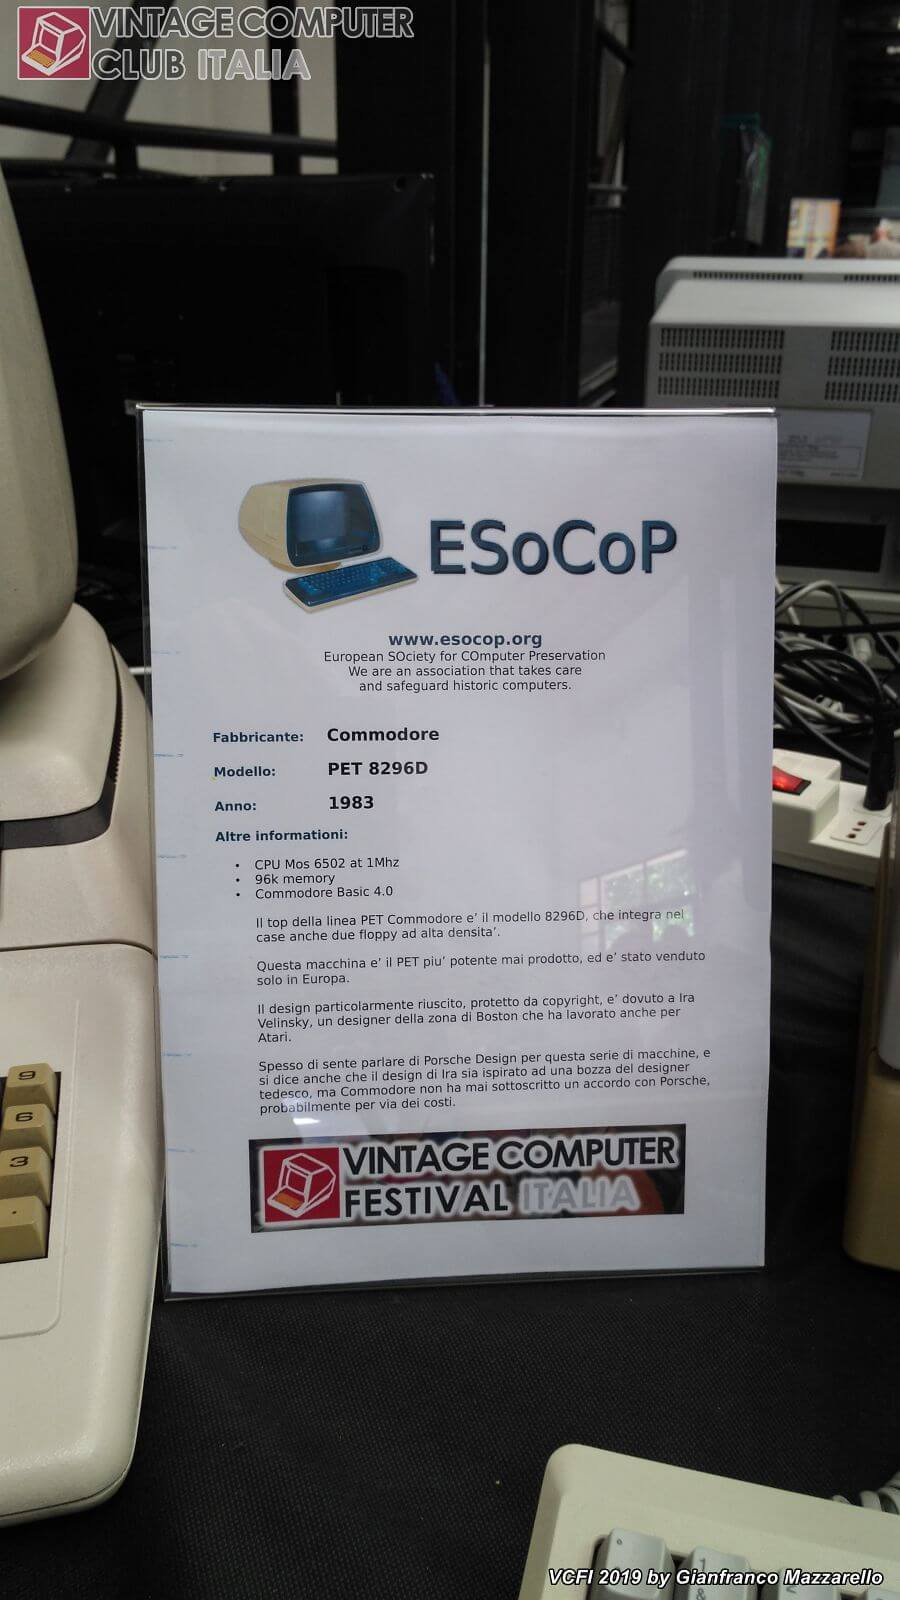 VINTAGE COMPUTER
CLUB ITALIA
ESoCoP
www.esocop.org
European SOciety for COmputer Preservation
We are an association that takes care
and safeguard historic computers.
Fabbricante: Commodore
Modello: PET 8296D
Anno: 1983
Altre informationi:
• CPU Mos 6502 at 1Mhz
• 96k memory
• Commodore Basic 4.0
Il top della linea PET Commodore e' il modello 8296D, che integra nel
case anche due floppy ad alta densita'.
Questa macchina e' il PET piu' potente mai prodotto, ed e' stato venduto
solo in Europa.
Il design particolarmente riuscito, protetto da copyright, e' dovuto a Ira
Velinsky, un designer della zona di Boston che ha lavorato anche per
Atari.
Spesso di sente parlare di Porsche Design per questa serie di macchine, e
si dice anche che il design di Ira sia ispirato ad una bozza del designer
tedesco, ma Commodore non ha mai sottoscritto un accordo con Porsche,
probabilmente per via dei costi.
VINTAGE COMPUTER
FESTIVAL ITALIA
9
6
3
.
VCFI 2019 by Gianfranco Mazzarello